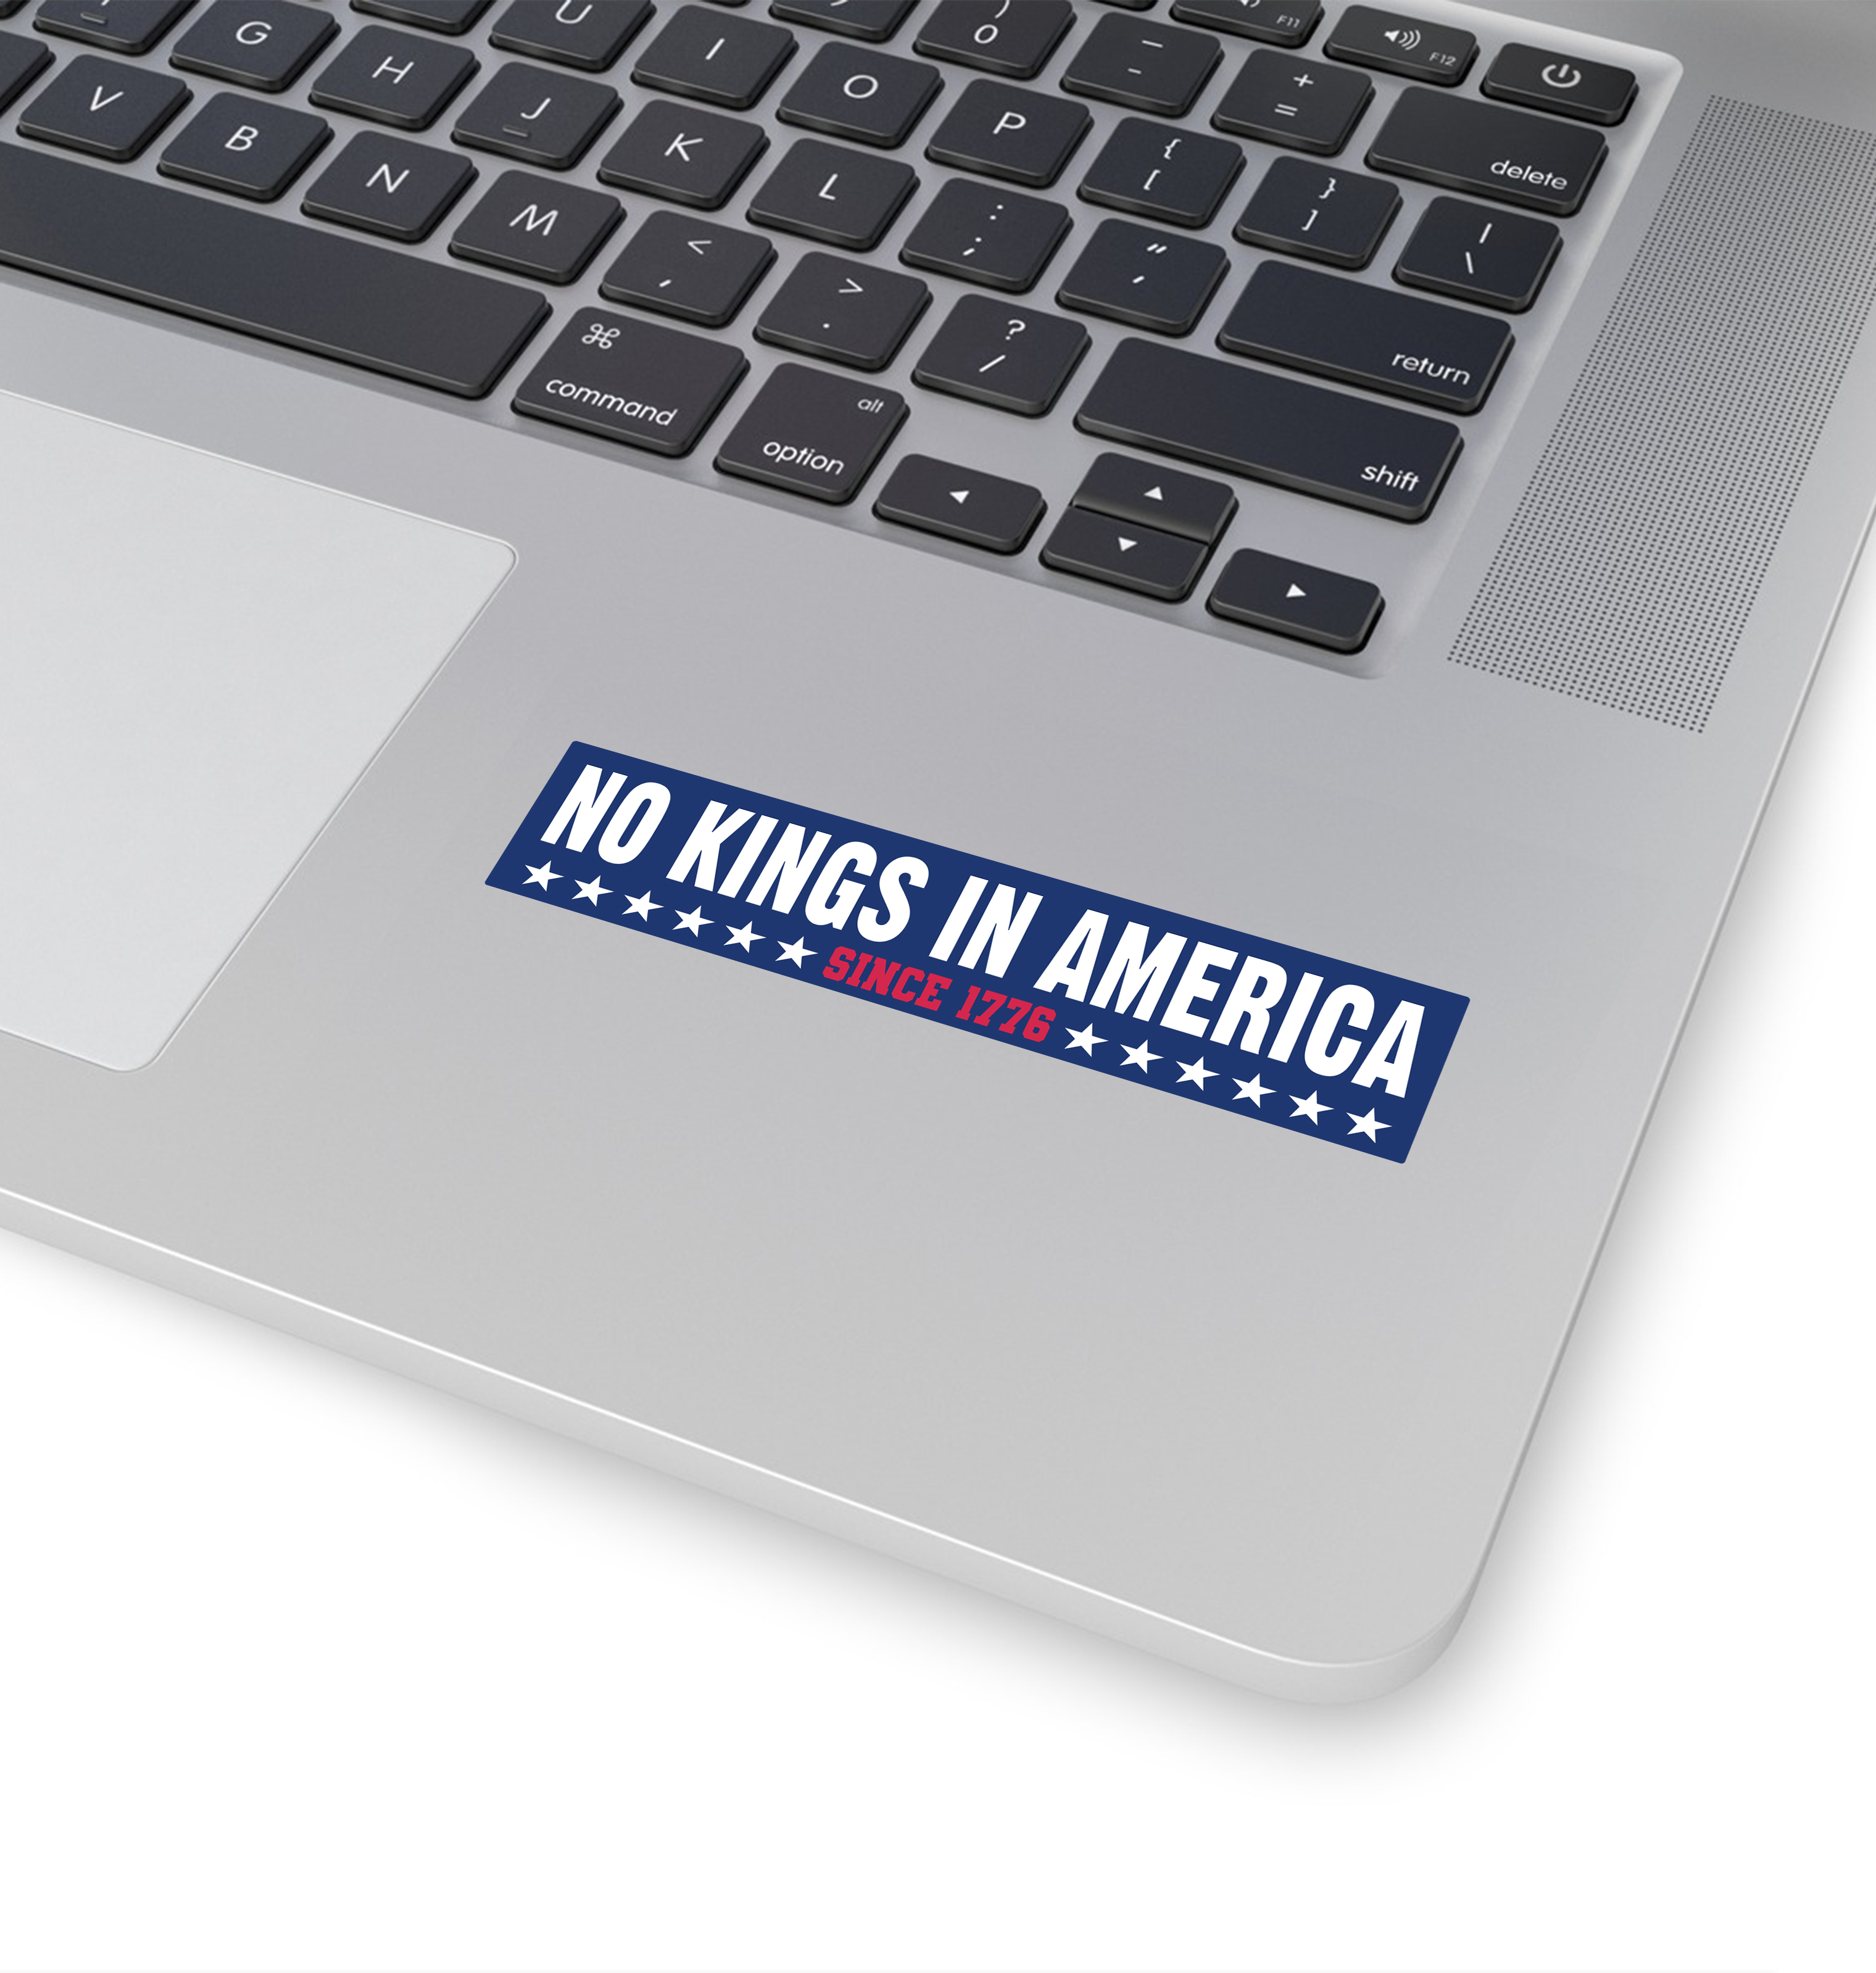 F11 F12
U I O P ) 0 _ - + = delete
G H J K L : ; " ' { [ } ] | \
V B N M < , > . ? / return
⌘ command alt option shift
NO KINGS IN AMERICA
SINCE 1776